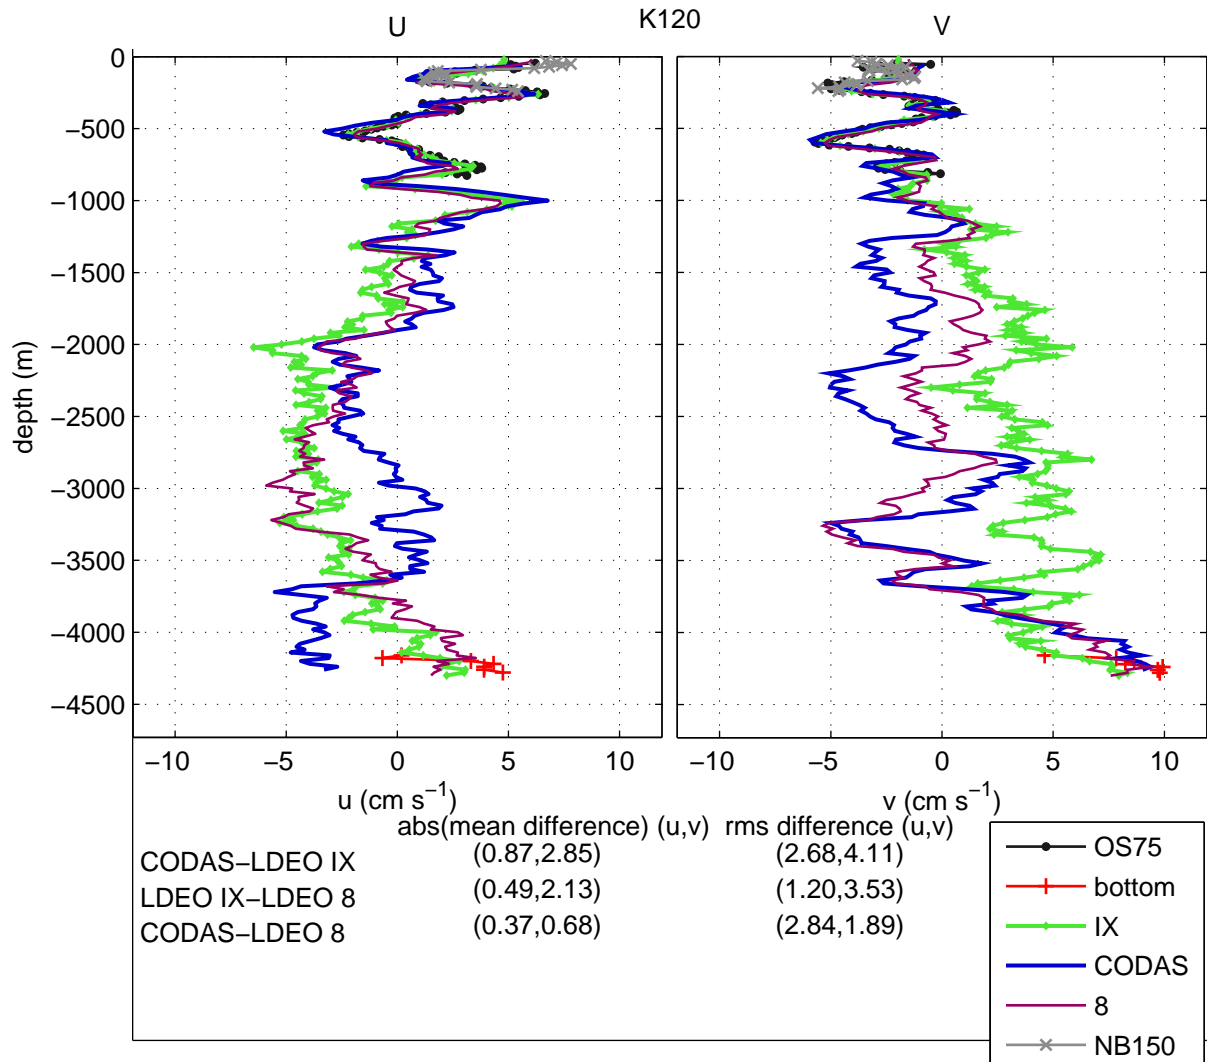 K120
U
V
0
−500
−1000
−1500
−2000
−2500
−3000
−3500
−4000
−4500
depth (m)
−10 −5 0 5 10
−5 0 5 10
u (cm s−1)
v (cm s−1)
abs(mean difference) (u,v) rms difference (u,v)
CODAS−LDEO IX (0.87,2.85) (2.68,4.11)
LDEO IX−LDEO 8 (0.49,2.13) (1.20,3.53)
CODAS−LDEO 8 (0.37,0.68) (2.84,1.89)
OS75
bottom
IX
CODAS
8
NB150